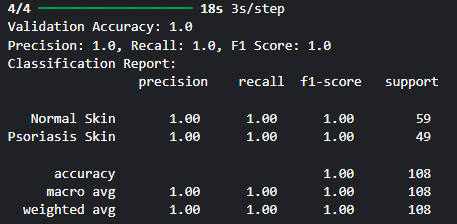 4/4 ━━━━━━━━━━━━━━━━━━━━ 18s 3s/step
Validation Accuracy: 1.0
Precision: 1.0, Recall: 1.0, F1 Score: 1.0
Classification Report:
precision recall f1-score support
Normal Skin 1.00 1.00 1.00 59
Psoriasis Skin 1.00 1.00 1.00 49
accuracy 1.00 108
macro avg 1.00 1.00 1.00 108
weighted avg 1.00 1.00 1.00 108